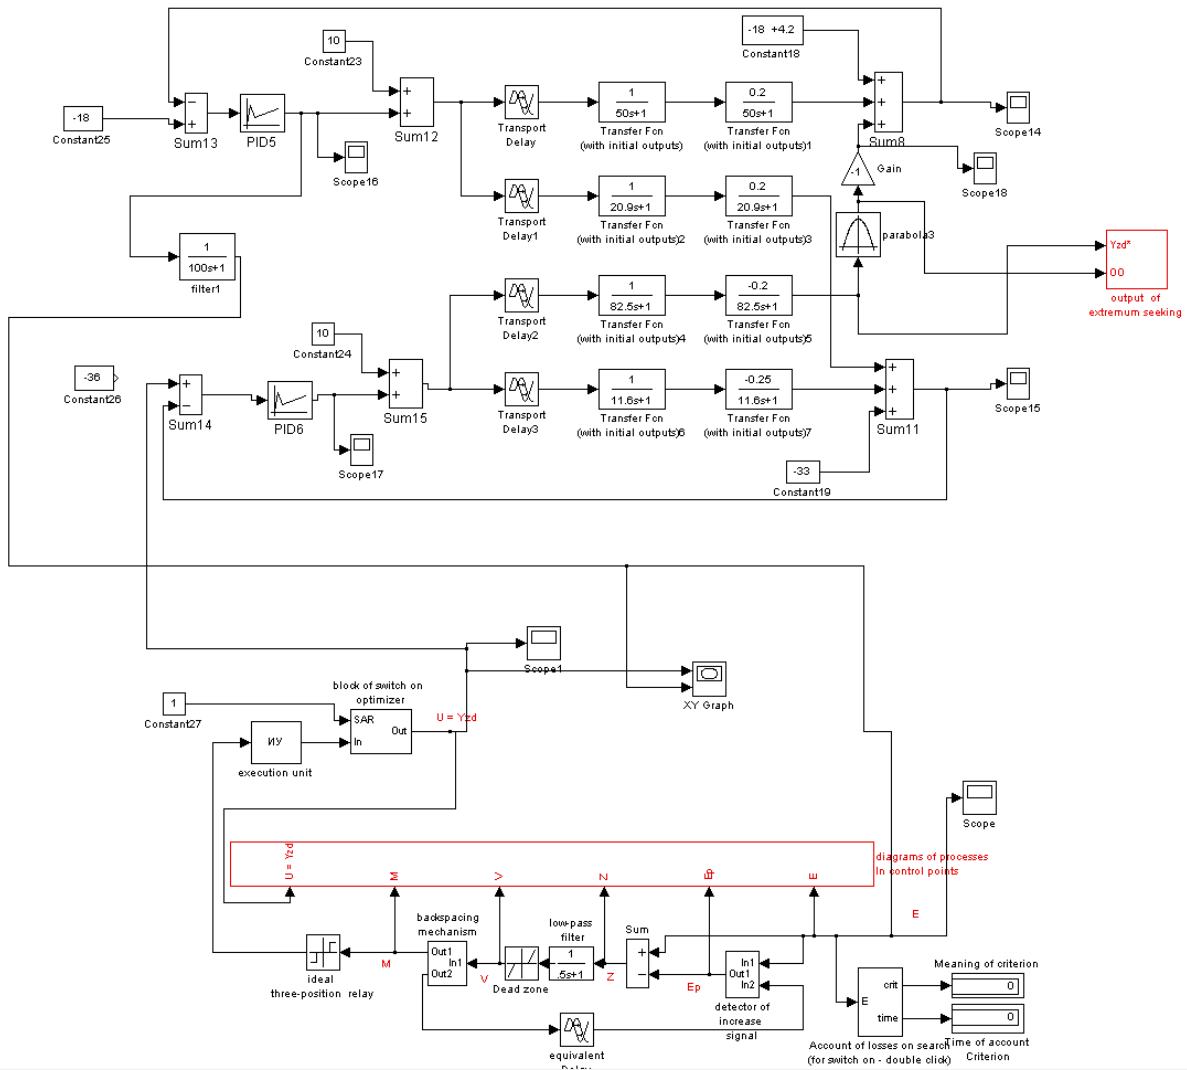 -18 +4.2
Constant18
10
Constant23
+
+
Sum12
-18
Constant25
−
+
Sum13
PID5
Scope16
Transport
Delay
1
50s+1
Transfer Fcn
(with initial outputs)
0.2
50s+1
Transfer Fcn
(with initial outputs)1
+
+
+
Sum8
Scope14
-1
Gain
Scope18
Transport
Delay1
1
20.9s+1
Transfer Fcn
(with initial outputs)2
0.2
20.9s+1
Transfer Fcn
(with initial outputs)3
parabola3
Yzd*
OO
output of
extremum seeking
1
100s+1
filter1
Transport
Delay2
1
82.5s+1
Transfer Fcn
(with initial outputs)4
-0.2
82.5s+1
Transfer Fcn
(with initial outputs)5
10
Constant24
-36
Constant26
+
−
Sum14
PID6
+
+
Sum15
Scope17
Transport
Delay3
1
11.6s+1
Transfer Fcn
(with initial outputs)6
-0.25
11.6s+1
Transfer Fcn
(with initial outputs)7
+
+
+
Sum11
Scope15
-33
Constant19
Scope1
XY Graph
block of switch on
optimizer
1
Constant27
SAR
In
Out
U = Yzd
ИУ
execution unit
Scope
U = Yzd
M
V
Z
Ep
E
diagrams of processes
In control points
E
backspacing
mechanism
Out1
In1
Out2
low-pass
filter
1
.5s+1
Sum
+
−
In1
Out1
In2
detector of
increase
signal
ideal
three-position relay
M
V
Dead zone
Z
Ep
equivalent
Delay
E
crit
time
Account of losses on search
(for switch on - double click)
Meaning of criterion
0
0
Time of account
Criterion